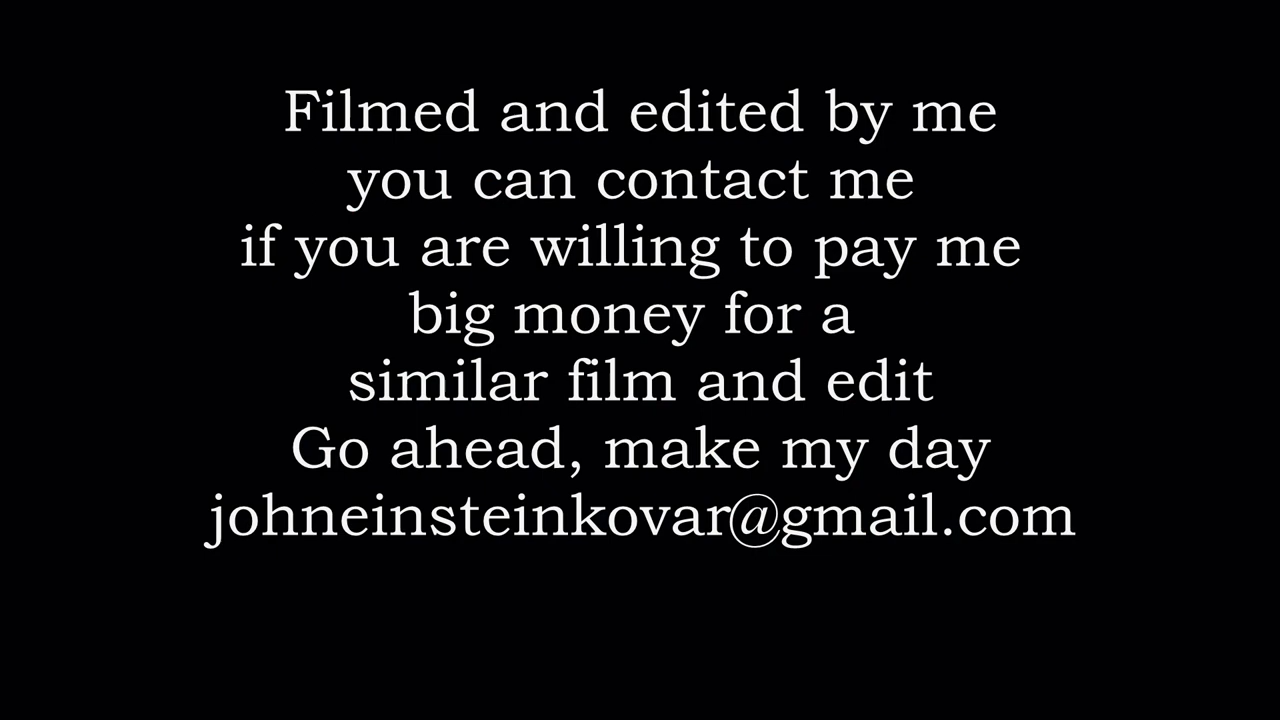 Filmed and edited by me
you can contact me
if you are willing to pay me
big money for a
similar film and edit
Go ahead, make my day
johneinsteinkovar@gmail.com